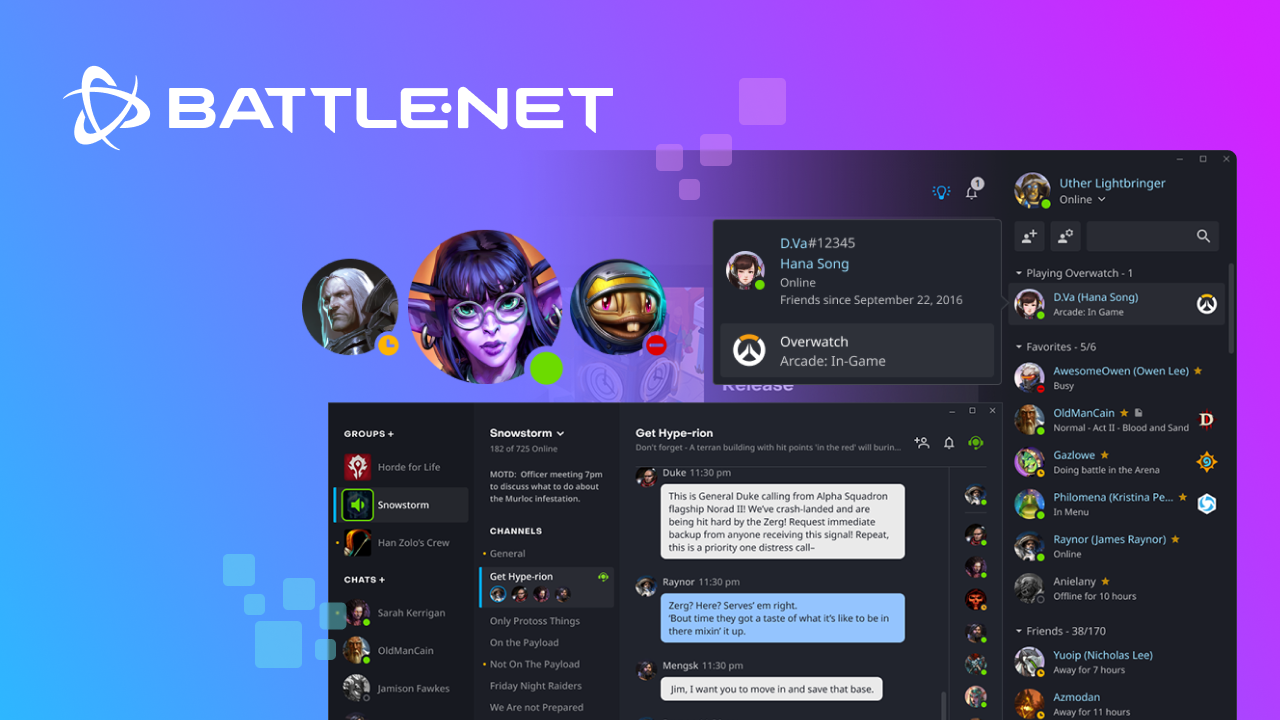 BATTLE.NET
1
Uther Lightbringer
Online
D.Va#12345
Hana Song
Online
Friends since September 22, 2016
Overwatch
Arcade: In-Game
Release
Playing Overwatch - 1
D.Va (Hana Song)
Arcade: In Game
Favorites - 5/6
AwesomeOwen (Owen Lee)
Busy
OldManCain
Normal - Act II - Blood and Sand
Gazlowe
Doing battle in the Arena
Philomena (Kristina Pe...
In Menu
Raynor (James Raynor)
Online
Anielany
Offline for 10 hours
Friends - 38/170
Yuoip (Nicholas Lee)
Away for 7 hours
Azmodan
Away for 11 hours
GROUPS +
Horde for Life
Snowstorm
Han Zolo's Crew
CHATS +
Sarah Kerrigan
OldManCain
Jamison Fawkes
Snowstorm
182 of 725 Online
MOTD: Officer meeting 7pm
to discuss what to do about
the Murloc infestation.
CHANNELS
General
Get Hype-rion
Only Protoss Things
On the Payload
Not On The Payload
Friday Night Raiders
We Are not Prepared
Get Hype-rion
Don't forget - A terran building with hit points 'in the red' will burin...
Duke 11:30 pm
This is General Duke calling from Alpha Squadron
flagship Norad II! We've crash-landed and are
being hit hard by the Zerg! Request immediate
backup from anyone receiving this signal! Repeat,
this is a priority one distress call–
Raynor 11:30 pm
Zerg? Here? Serves' em right.
'Bout time they got a taste of what it's like to be in
there mixin' it up.
Mengsk 11:30 pm
Jim, I want you to move in and save that base.